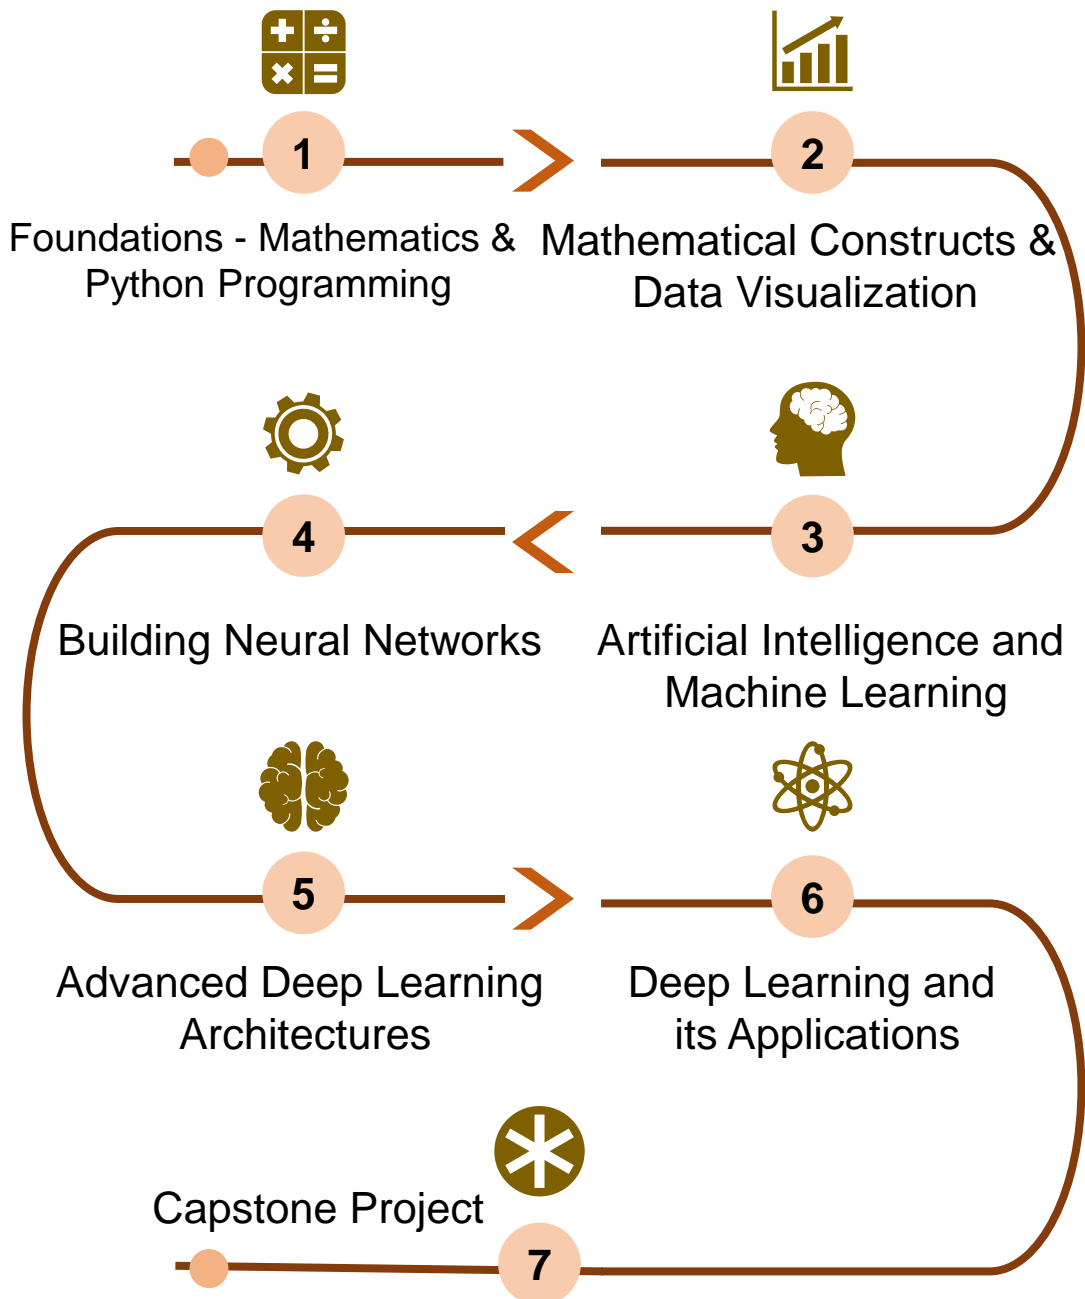 1
2
Foundations - Mathematics &
Python Programming
Mathematical Constructs &
Data Visualization
3
Artificial Intelligence and
Machine Learning
4
Building Neural Networks
5
Advanced Deep Learning
Architectures
6
Deep Learning and
its Applications
7
Capstone Project